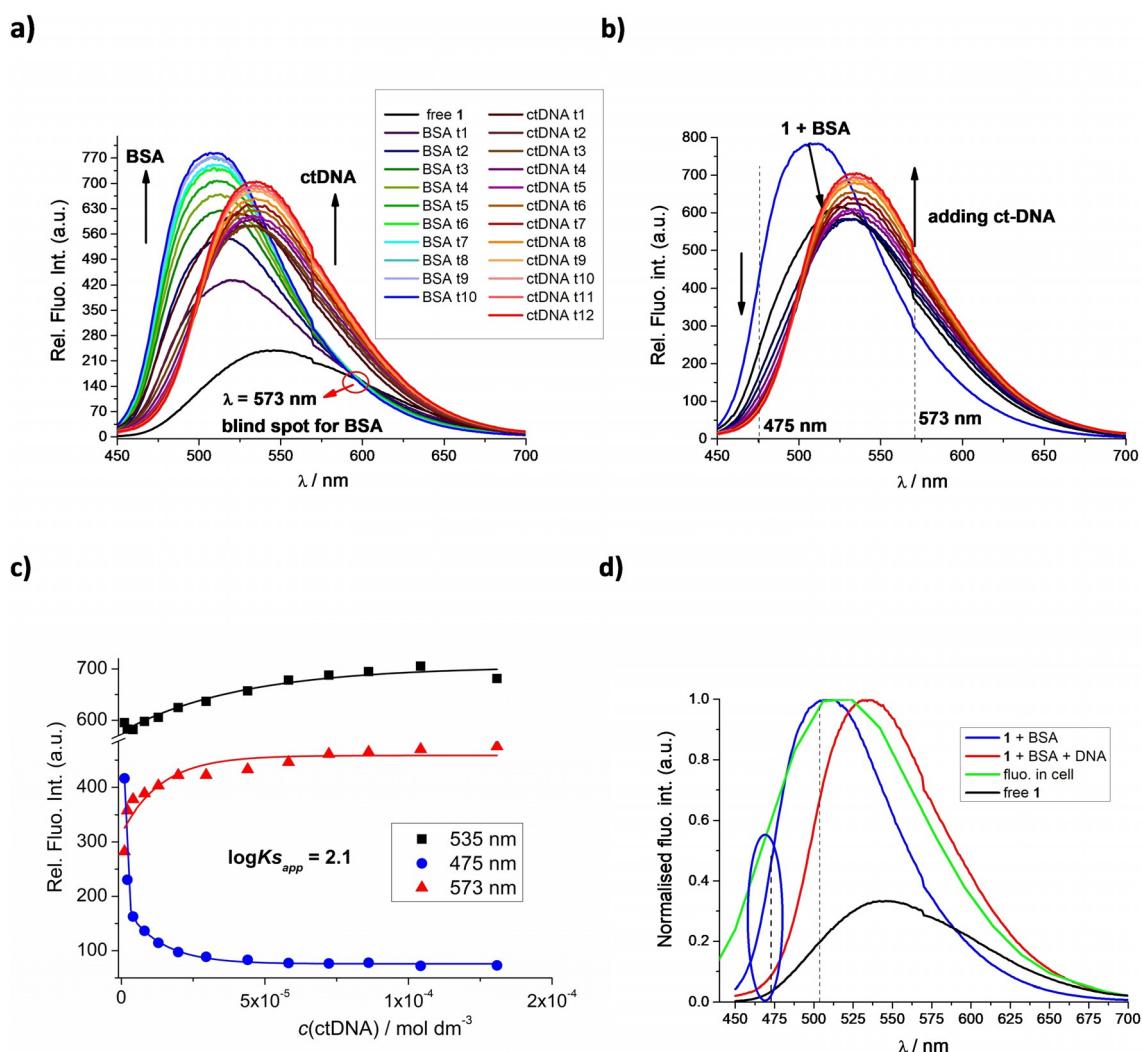 a)
Rel. Fluo. Int. (a.u.)
770
700
630
560
490
420
350
280
210
140
70
0
BSA
ctDNA
λ = 573 nm
blind spot for BSA
free 1
BSA t1
BSA t2
BSA t3
BSA t4
BSA t5
BSA t6
BSA t7
BSA t8
BSA t9
BSA t10
ctDNA t1
ctDNA t2
ctDNA t3
ctDNA t4
ctDNA t5
ctDNA t6
ctDNA t7
ctDNA t8
ctDNA t9
ctDNA t10
ctDNA t11
ctDNA t12
450 500 550 600 650 700
λ / nm
b)
Rel. Fluo. int. (a.u.)
800
700
600
500
400
300
200
100
0
1 + BSA
adding ct-DNA
475 nm
573 nm
450 500 550 600 650 700
λ / nm
c)
Rel. Fluo. Int. (a.u.)
700
600
400
300
200
100
logKs_app = 2.1
535 nm
475 nm
573 nm
0 5x10⁻⁵ 1x10⁻⁴ 2x10⁻⁴
c(ctDNA) / mol dm⁻³
d)
Normalised fluo. int. (a.u.)
1.0
0.8
0.6
0.4
0.2
0.0
1 + BSA
1 + BSA + DNA
fluo. in cell
free 1
450 475 500 525 550 575 600 625 650 675 700
λ / nm